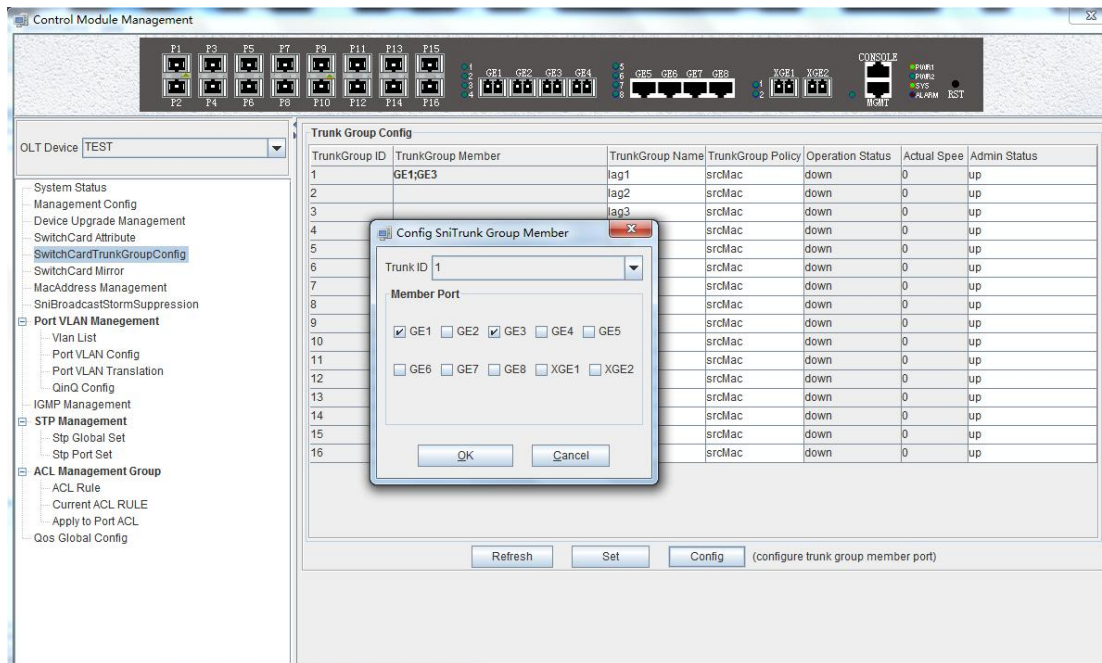 Control Module Management
P1 P3 P5 P7 P9 P11 P13 P15
P2 P4 P6 P8 P10 P12 P14 P16
1
2
3
4
GE1 GE2 GE3 GE4
5
6
7
8
GE5 GE6 GE7 GE8
1
2
XGE1 XGE2
CONSOLE
MGMT
PWR1
PWR2
SYS
ALARM
RST
OLT Device TEST
System Status
Management Config
Device Upgrade Management
SwitchCard Attribute
SwitchCardTrunkGroupConfig
SwitchCard Mirror
MacAddress Management
SniBroadcastStormSuppression
Port VLAN Manegement
Vlan List
Port VLAN Config
Port VLAN Translation
QinQ Config
IGMP Management
STP Management
Stp Global Set
Stp Port Set
ACL Management Group
ACL Rule
Current ACL RULE
Apply to Port ACL
Qos Global Config
Trunk Group Config
TrunkGroup ID TrunkGroup Member TrunkGroup Name TrunkGroup Policy Operation Status Actual Spee Admin Status
1 GE1;GE3 lag1 srcMac down 0 up
2 lag2 srcMac down 0 up
3 lag3 srcMac down 0 up
4 srcMac down 0 up
5 srcMac down 0 up
6 srcMac down 0 up
7 srcMac down 0 up
8 srcMac down 0 up
9 srcMac down 0 up
10 srcMac down 0 up
11 srcMac down 0 up
12 srcMac down 0 up
13 srcMac down 0 up
14 srcMac down 0 up
15 srcMac down 0 up
16 srcMac down 0 up
Config SniTrunk Group Member
Trunk ID 1
Member Port
GE1 GE2 GE3 GE4 GE5
GE6 GE7 GE8 XGE1 XGE2
OK Cancel
Refresh Set Config (configure trunk group member port)